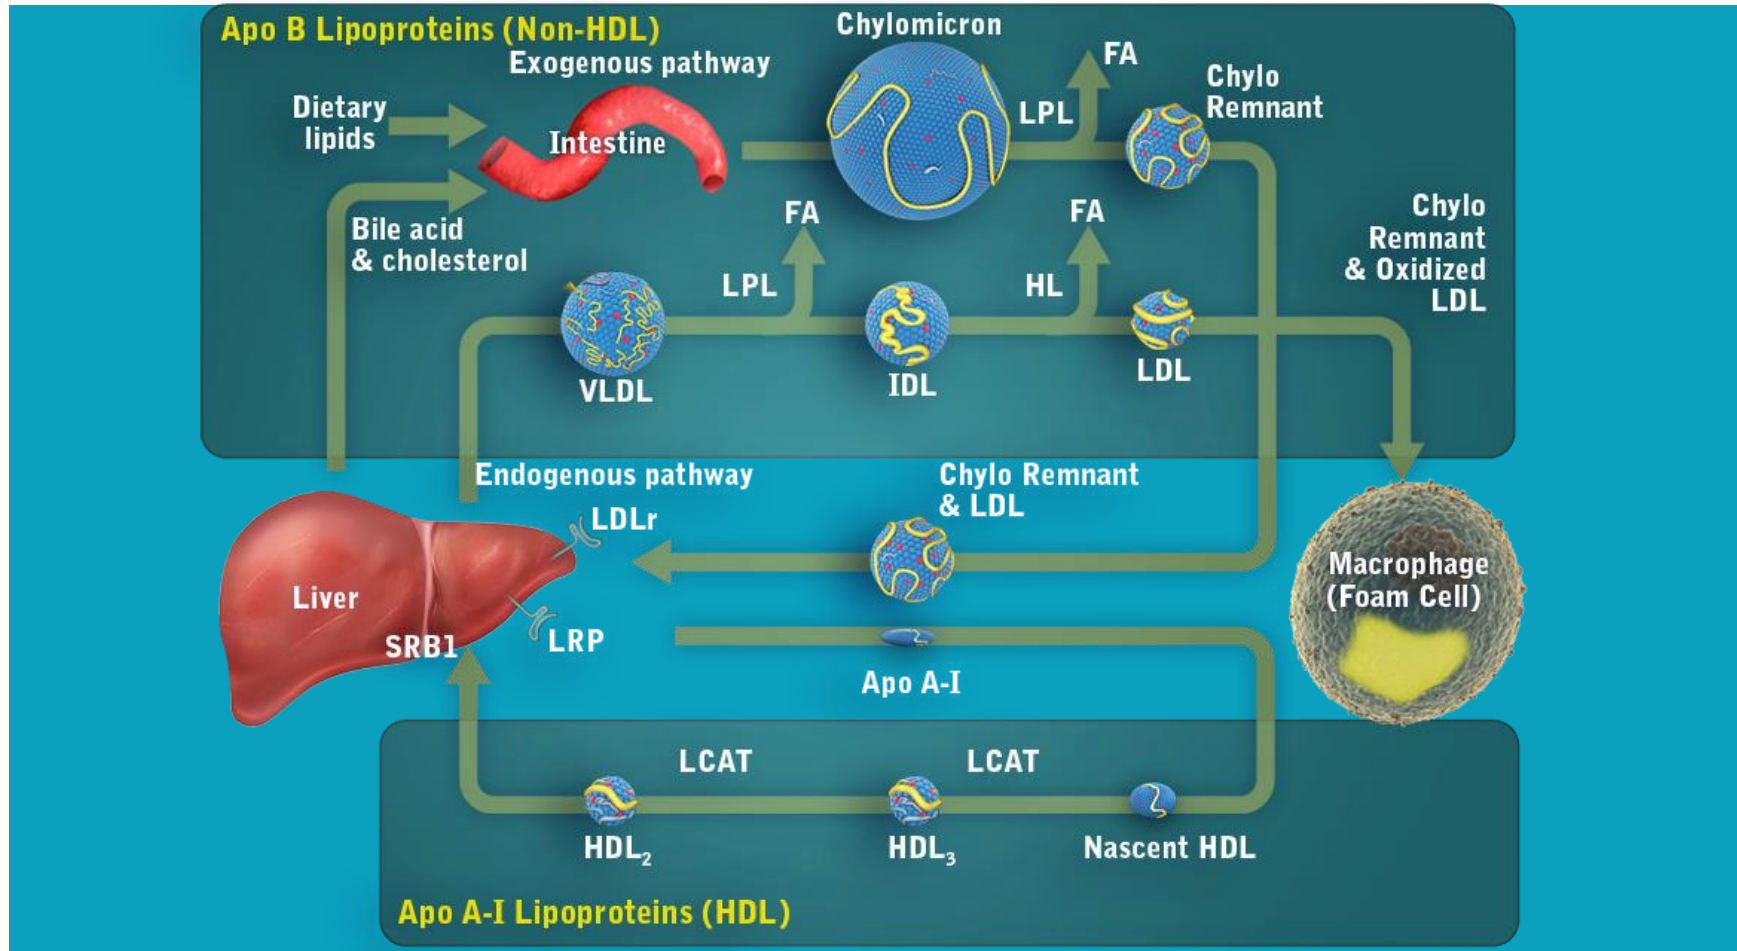 Apo B Lipoproteins (Non-HDL)
Exogenous pathway
Chylomicron
FA
Chylo
Remnant
Dietary
lipids
Intestine
LPL
Bile acid
& cholesterol
FA
FA
Chylo
Remnant
& Oxidized
LDL
LPL
HL
VLDL
IDL
LDL
Endogenous pathway
Chylo Remnant
& LDL
LDLr
Liver
Macrophage
(Foam Cell)
SRB1
LRP
Apo A-I
LCAT
LCAT
HDL₂
HDL₃
Nascent HDL
Apo A-I Lipoproteins (HDL)